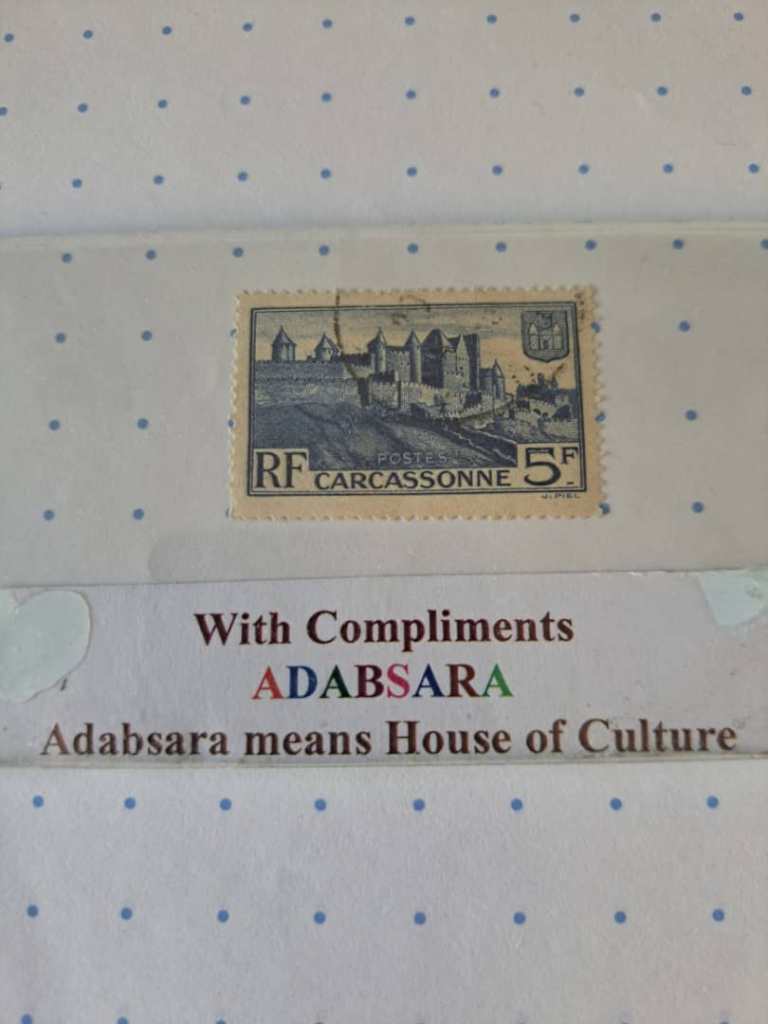 POSTES
RF CARCASSONNE 5F
J. PIEL
With Compliments
ADABSARA
Adabsara means House of Culture